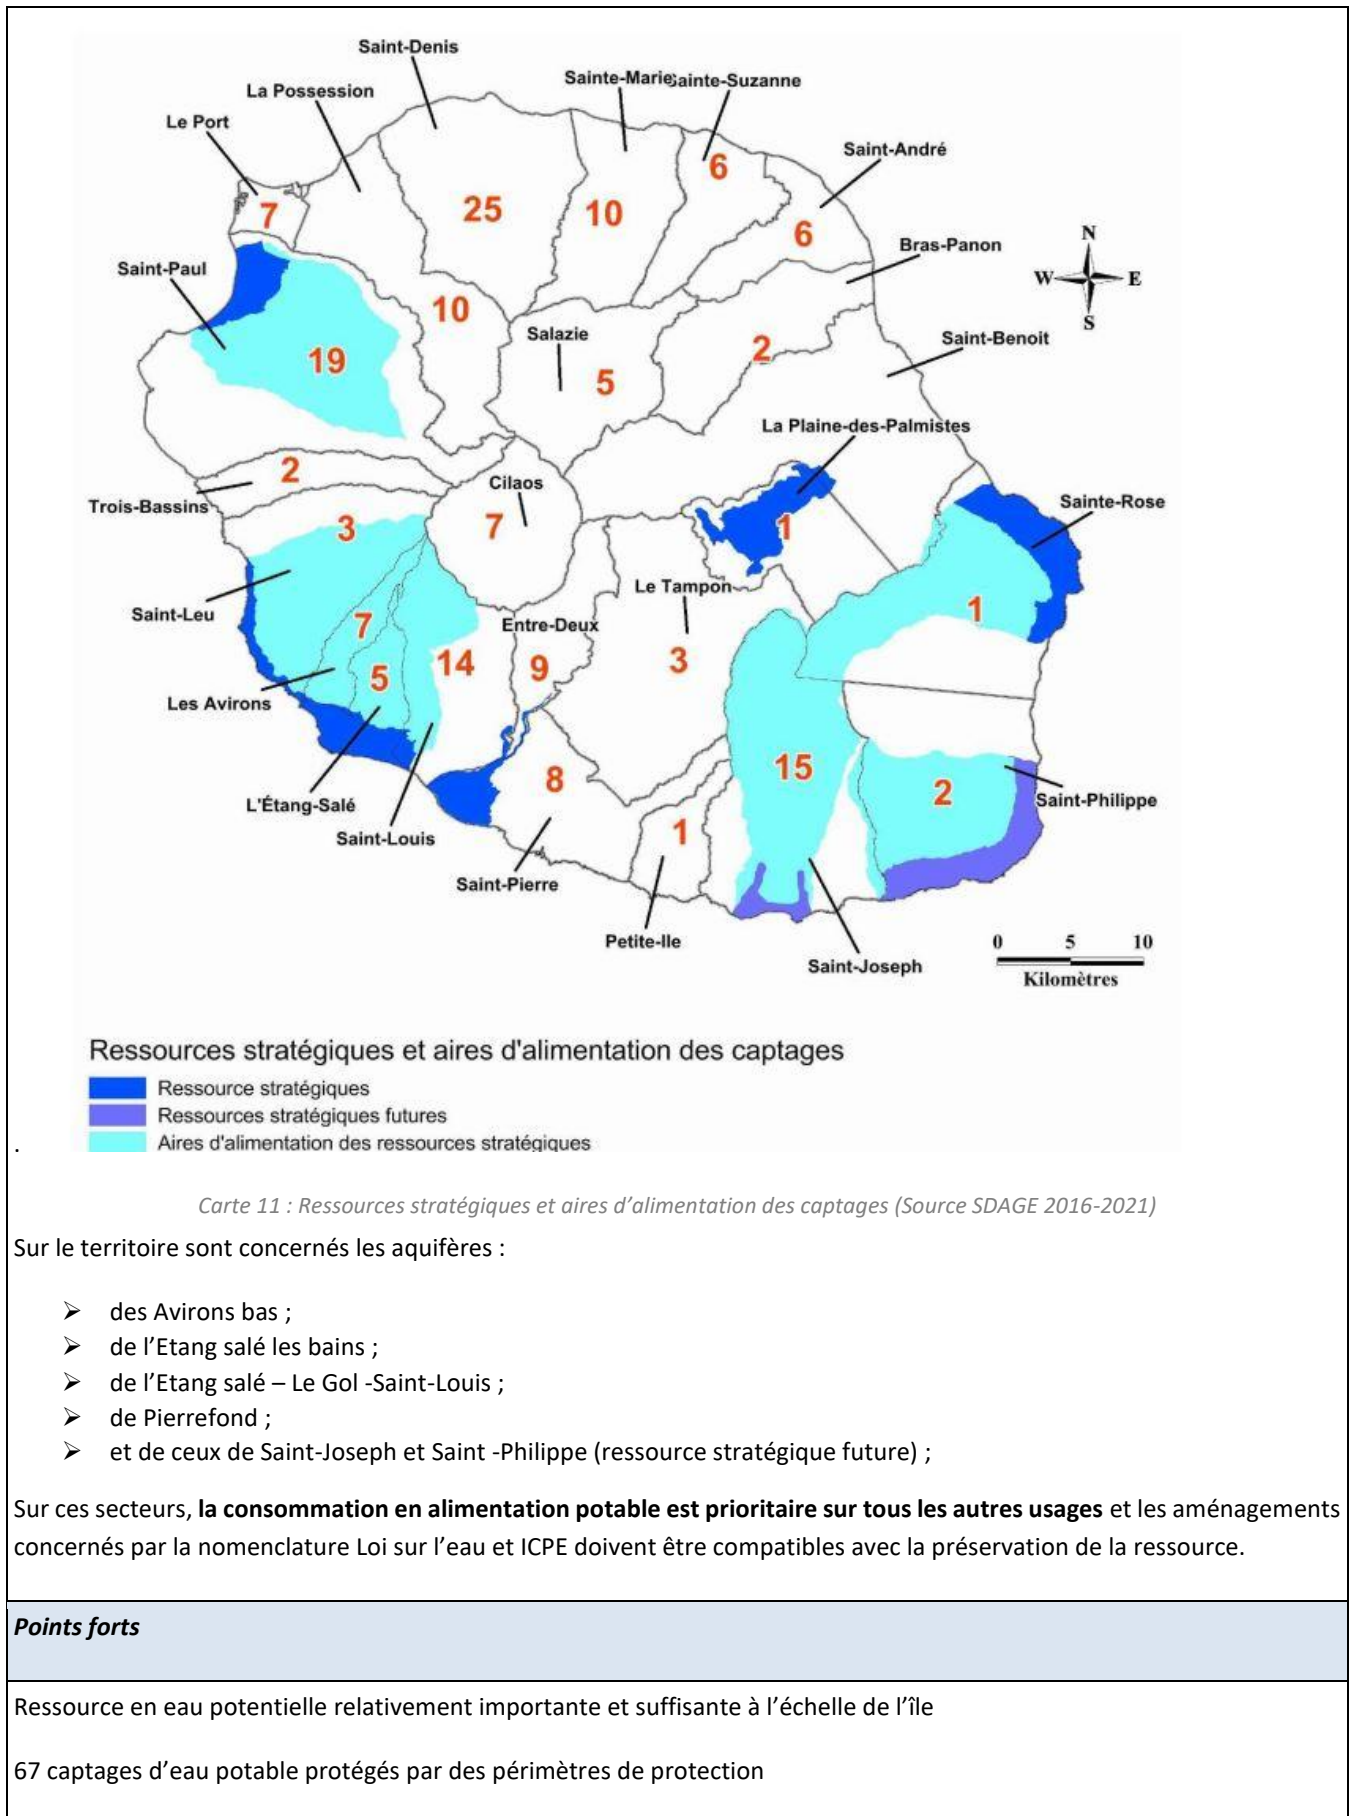 Saint-Denis
Sainte-Marie
Sainte-Suzanne
La Possession
Le Port
Saint-André
6
7
25
10
6
N
Bras-Panon
Saint-Paul
W
E
S
10
Saint-Benoit
Salazie
2
19
5
La Plaine-des-Palmistes
2
Cilaos
Trois-Bassins
Sainte-Rose
3
7
1
Le Tampon
Saint-Leu
1
7
Entre-Deux
14
9
3
5
Les Avirons
15
8
2
L'Étang-Salé
Saint-Philippe
Saint-Louis
1
Saint-Pierre
Petite-Ile
0 5 10
Saint-Joseph
Kilomètres
Ressources stratégiques et aires d'alimentation des captages
Ressource stratégiques
Ressources stratégiques futures
Aires d'alimentation des ressources stratégiques
.
Carte 11 : Ressources stratégiques et aires d’alimentation des captages (Source SDAGE 2016-2021)
Sur le territoire sont concernés les aquifères :
➢ des Avirons bas ;
➢ de l’Etang salé les bains ;
➢ de l’Etang salé – Le Gol -Saint-Louis ;
➢ de Pierrefond ;
➢ et de ceux de Saint-Joseph et Saint -Philippe (ressource stratégique future) ;
Sur ces secteurs, la consommation en alimentation potable est prioritaire sur tous les autres usages et les aménagements
concernés par la nomenclature Loi sur l’eau et ICPE doivent être compatibles avec la préservation de la ressource.
Points forts
Ressource en eau potentielle relativement importante et suffisante à l’échelle de l’île
67 captages d’eau potable protégés par des périmètres de protection